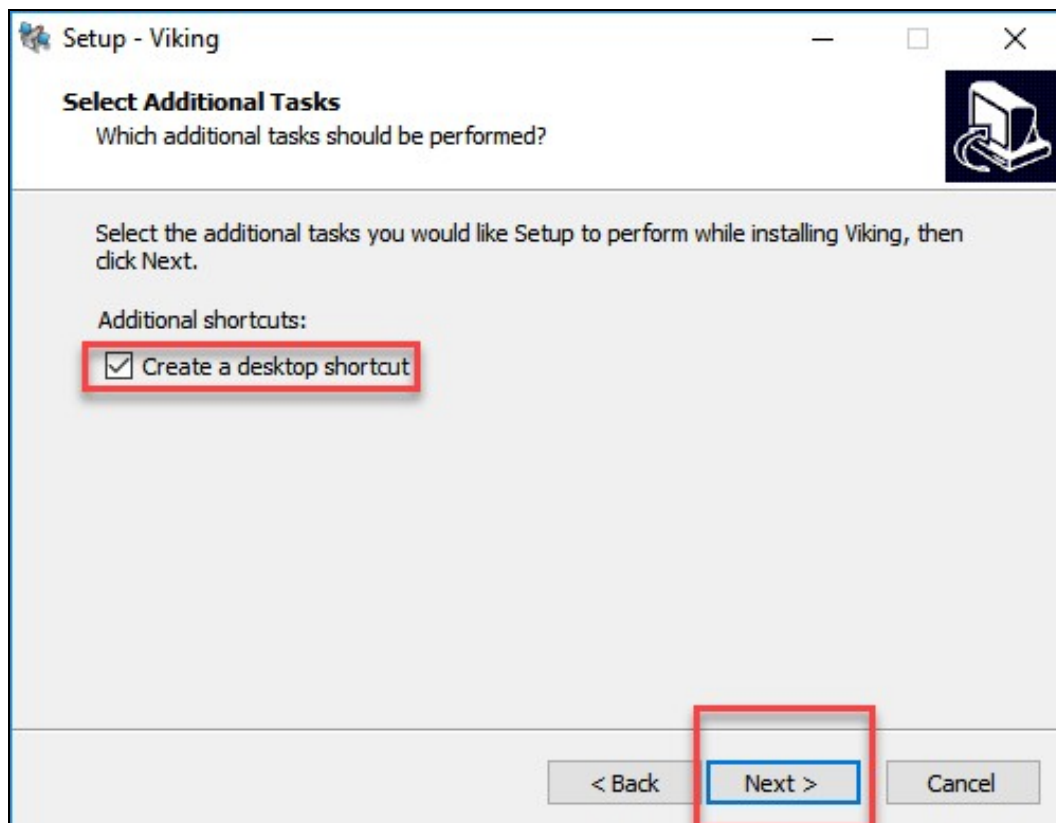 Setup - Viking
Select Additional Tasks
Which additional tasks should be performed?
Select the additional tasks you would like Setup to perform while installing Viking, then
click Next.
Additional shortcuts:
Create a desktop shortcut
< Back
Next >
Cancel